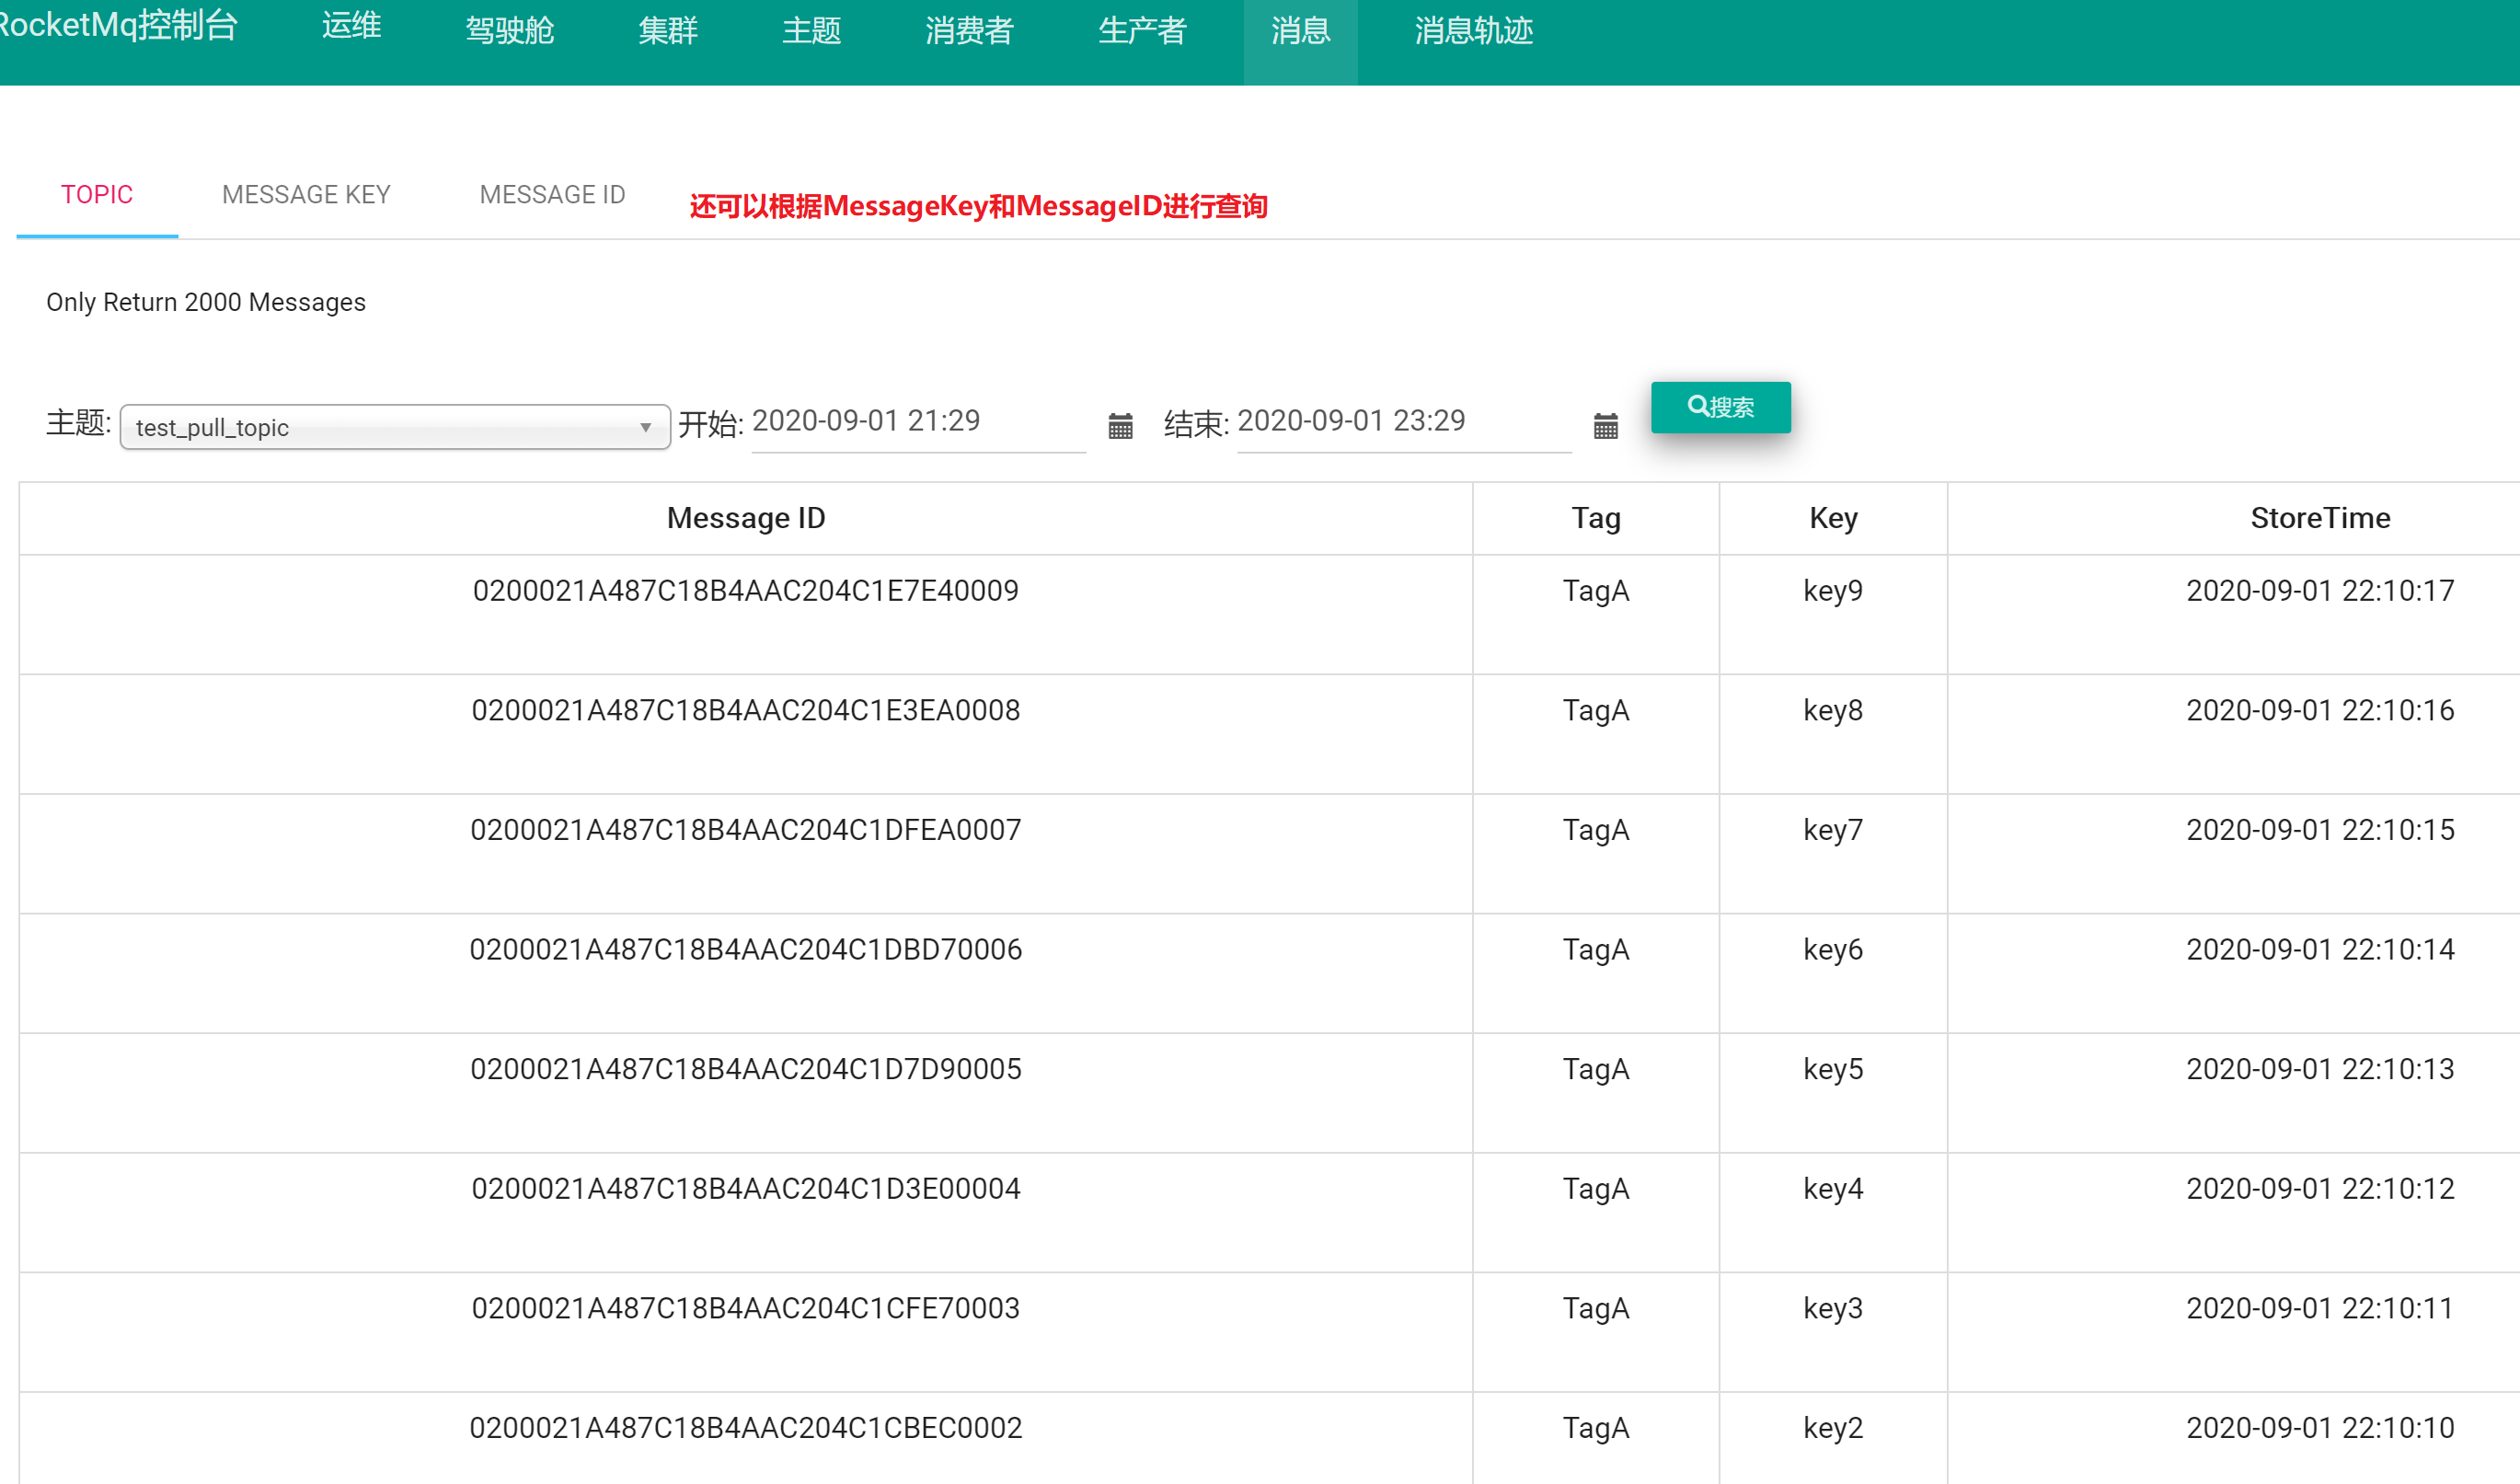 RocketMq控制台 运维 驾驶舱 集群 主题 消费者 生产者 消息 消息轨迹
TOPIC MESSAGE KEY MESSAGE ID 还可以根据MessageKey和MessageID进行查询
Only Return 2000 Messages
主题: test_pull_topic 开始: 2020-09-01 21:29 结束: 2020-09-01 23:29 搜索
Message ID Tag Key StoreTime
0200021A487C18B4AAC204C1E7E40009 TagA key9 2020-09-01 22:10:17
0200021A487C18B4AAC204C1E3EA0008 TagA key8 2020-09-01 22:10:16
0200021A487C18B4AAC204C1DFEA0007 TagA key7 2020-09-01 22:10:15
0200021A487C18B4AAC204C1DBD70006 TagA key6 2020-09-01 22:10:14
0200021A487C18B4AAC204C1D7D90005 TagA key5 2020-09-01 22:10:13
0200021A487C18B4AAC204C1D3E00004 TagA key4 2020-09-01 22:10:12
0200021A487C18B4AAC204C1CFE70003 TagA key3 2020-09-01 22:10:11
0200021A487C18B4AAC204C1CBEC0002 TagA key2 2020-09-01 22:10:10